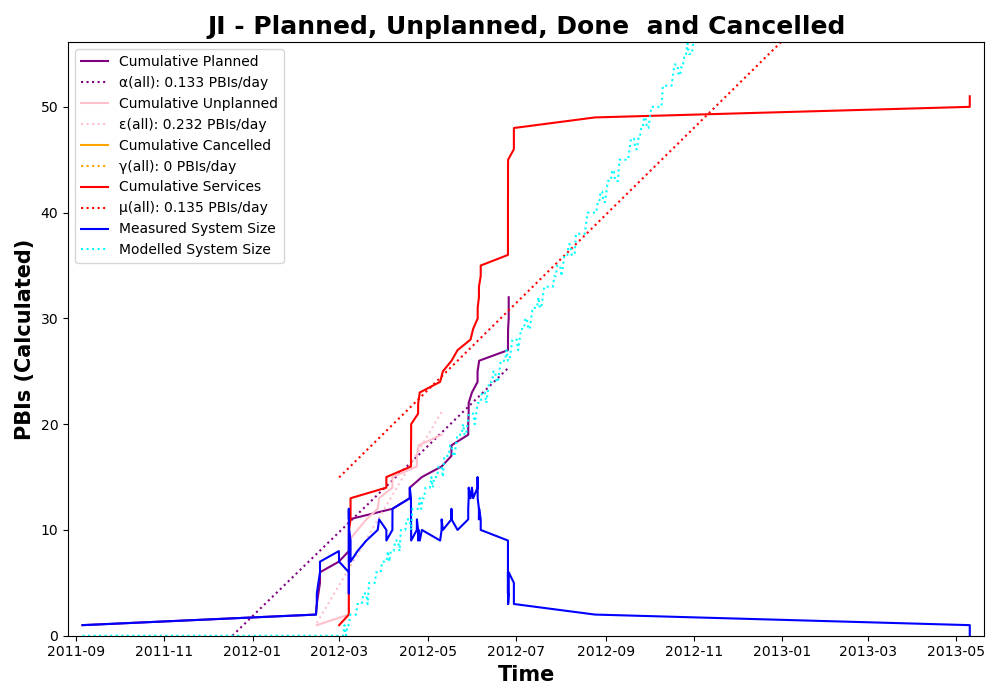 JI - Planned, Unplanned, Done  and Cancelled
Cumulative Planned
α(all): 0.133 PBIs/day
Cumulative Unplanned
ε(all): 0.232 PBIs/day
Cumulative Cancelled
γ(all): 0 PBIs/day
Cumulative Services
μ(all): 0.135 PBIs/day
Measured System Size
Modelled System Size
PBIs (Calculated)
50
40
30
20
10
0
2011-09 2011-11 2012-01 2012-03 2012-05 2012-07 2012-09 2012-11 2013-01 2013-03 2013-05
Time